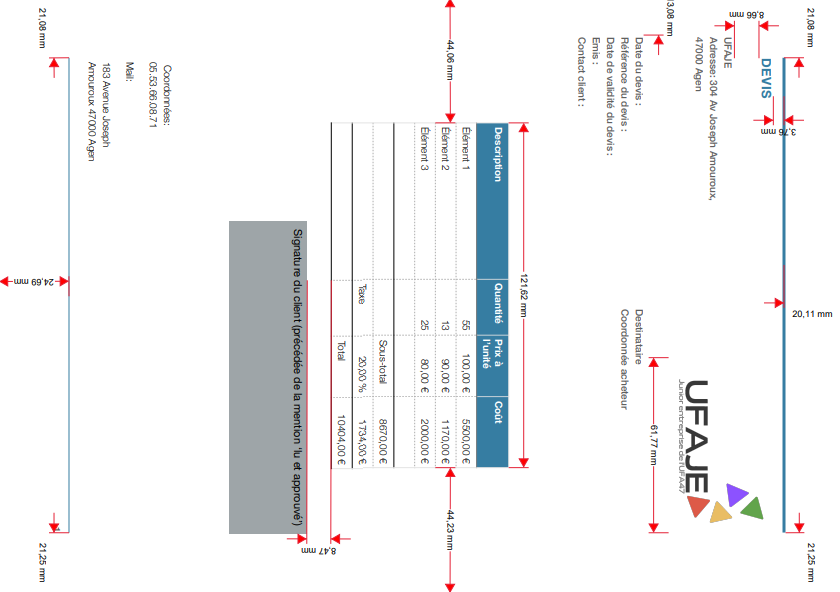 20,11 mm
21,08 mm
21,25 mm
3,76 mm
DEVIS
8,66 mm
UFAJE
Adresse: 304 Av Joseph Amouroux,
47000 Agen
UFAJE
Junior entreprise de l'UFA47
13,08 mm
61,77 mm
Date du devis :
Référence du devis :
Date de validité du devis :
Emis :
Contact client :
Destinataire
Coordonnée acheteur
121,62 mm
Description Quantité Prix à l'unité Coût
Élément 1 55 100,00 € 5500,00 €
Élément 2 13 90,00 € 1170,00 €
Élément 3 25 80,00 € 2000,00 €
Sous-total 8670,00 €
Taxe 20,00 % 1734,00 €
Total 10404,00 €
44,06 mm
44,23 mm
8,47 mm
Signature du client (précédée de la mention 'lu et approuvé')
Coordonnées:
05.53.66.08.71
Mail:
183 Avenue Joseph
Amouroux 47000 Agen
21,08 mm
1
21,25 mm
24,69 mm